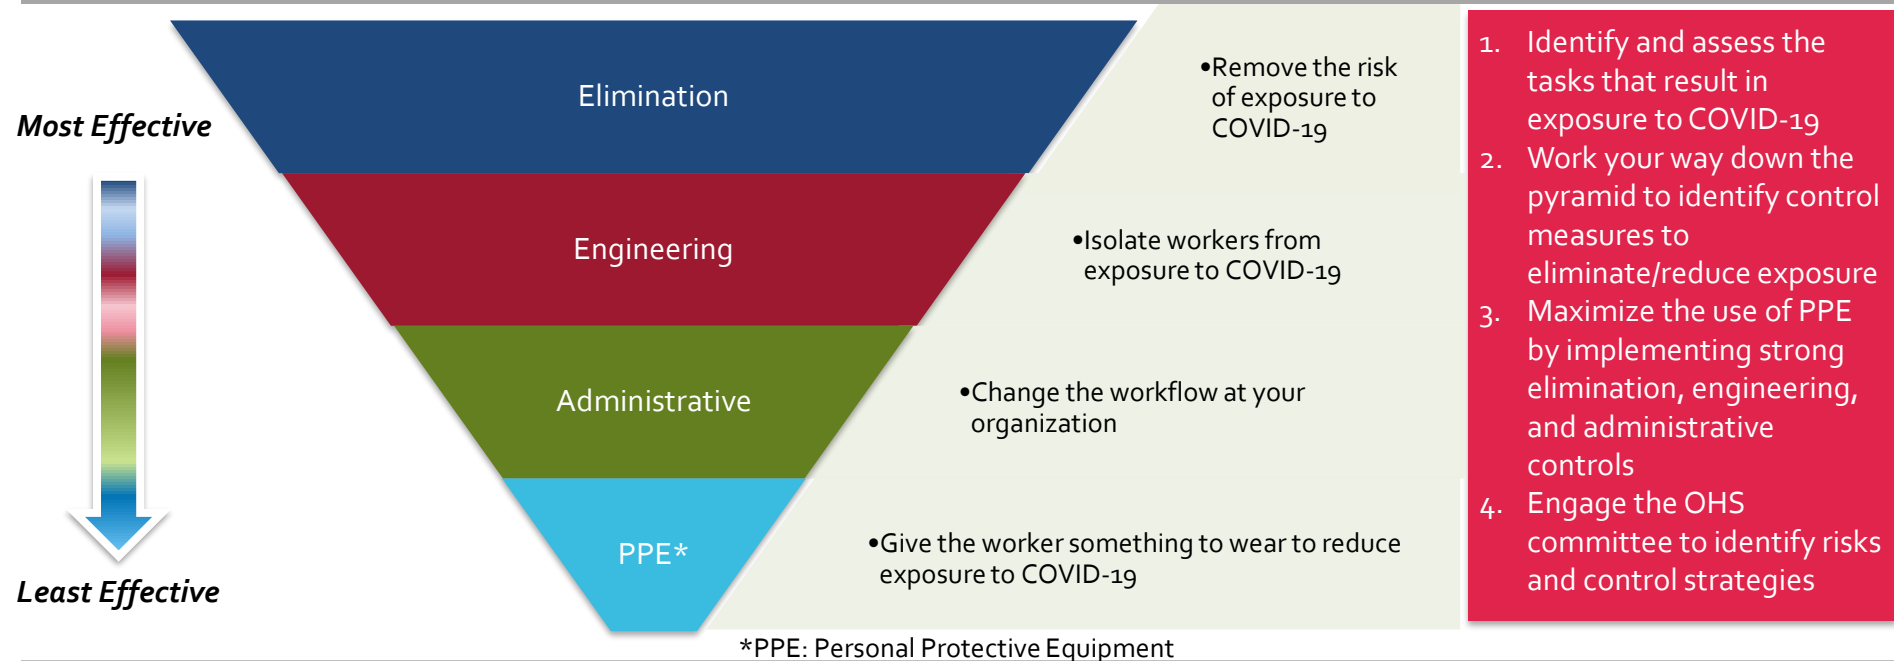 Most Effective
Least Effective
Elimination
Engineering
Administrative
PPE*
•Remove the risk
of exposure to
COVID-19
•Isolate workers from
exposure to COVID-19
•Change the workflow at your
organization
•Give the worker something to wear to reduce
exposure to COVID-19
*PPE: Personal Protective Equipment
1. Identify and assess the
tasks that result in
exposure to COVID-19
2. Work your way down the
pyramid to identify control
measures to
eliminate/reduce exposure
3. Maximize the use of PPE
by implementing strong
elimination, engineering,
and administrative
controls
4. Engage the OHS
committee to identify risks
and control strategies